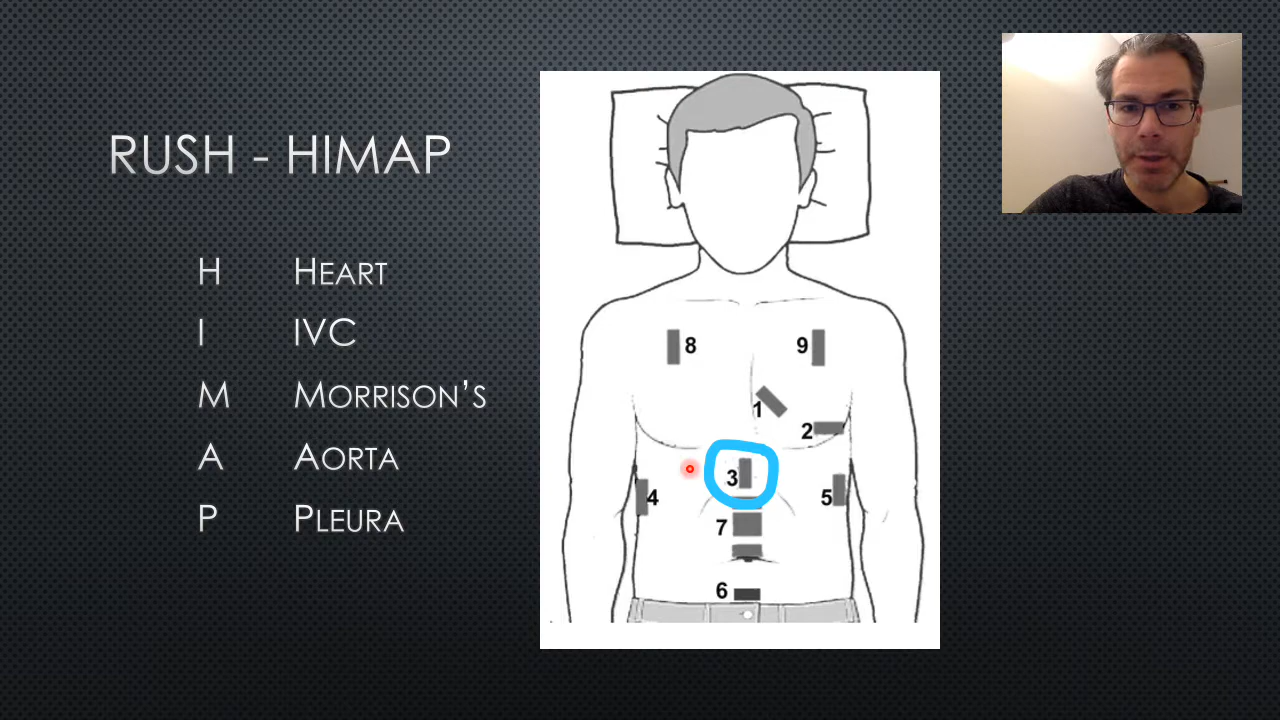 RUSH - HIMAP
H Heart
I IVC
M Morrison’s
A Aorta
P Pleura
8 9
1
2
3
4 5
7
6